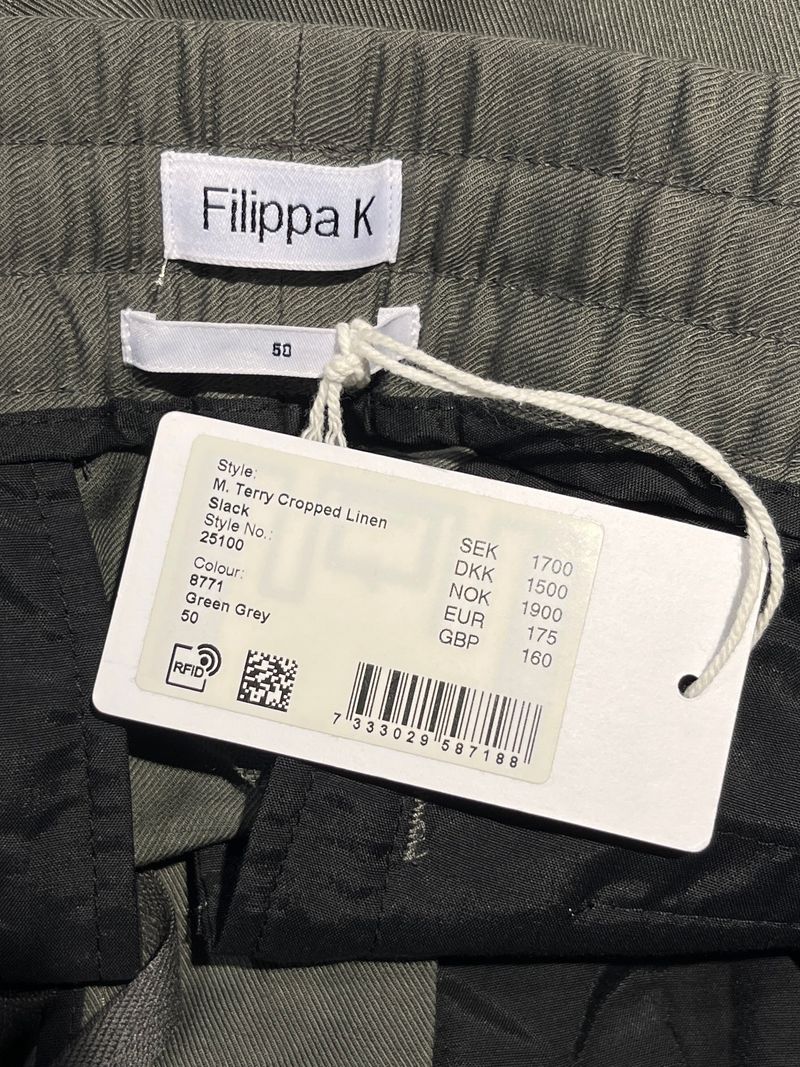 Filippa K
50
Style:
M. Terry Cropped Linen
Slack
Style No.:
25100
Colour:
8771
Green Grey
50
SEK 1700
DKK 1500
NOK 1900
EUR 175
GBP 160
RFID
7 333029 587188